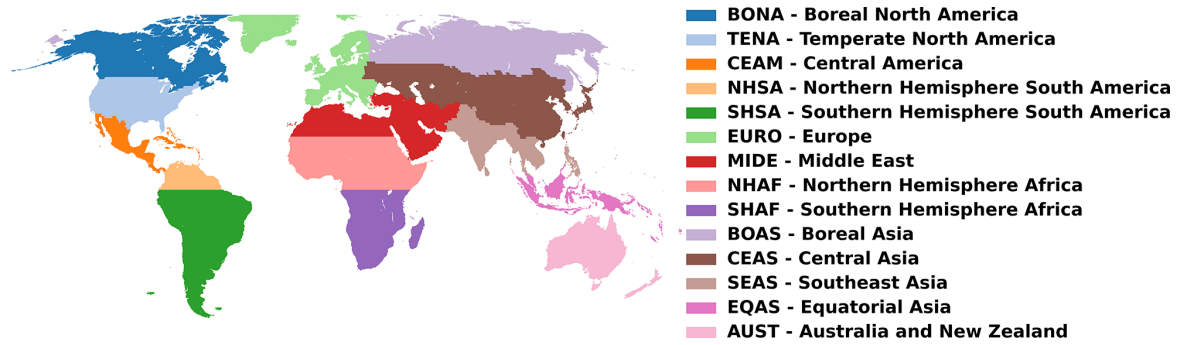 BONA - Boreal North America
TENA - Temperate North America
CEAM - Central America
NHSA - Northern Hemisphere South America
SHSA - Southern Hemisphere South America
EURO - Europe
MIDE - Middle East
NHAF - Northern Hemisphere Africa
SHAF - Southern Hemisphere Africa
BOAS - Boreal Asia
CEAS - Central Asia
SEAS - Southeast Asia
EQAS - Equatorial Asia
AUST - Australia and New Zealand